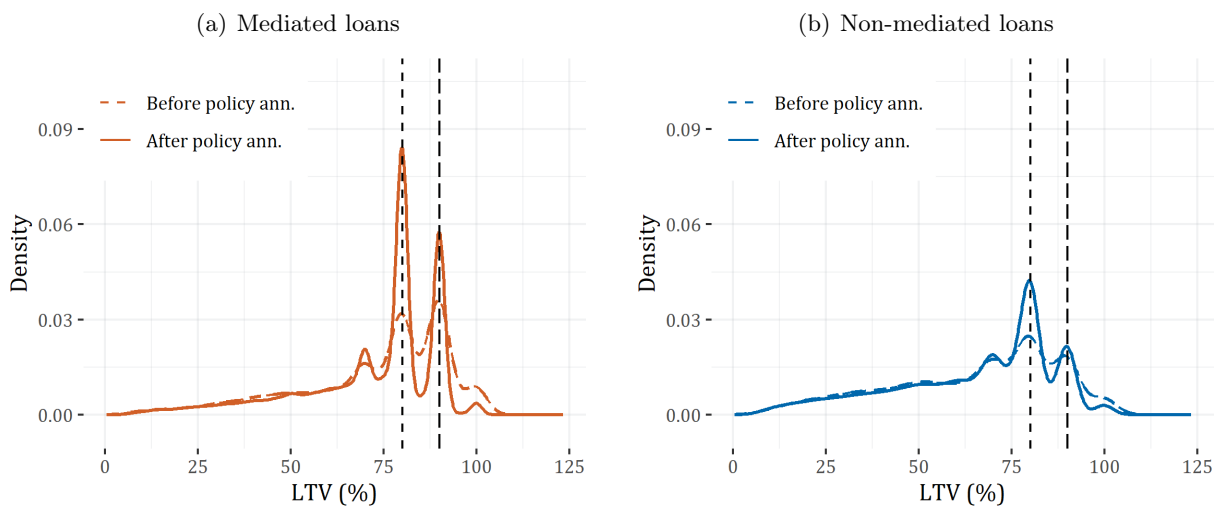 (a) Mediated loans
Before policy ann.
After policy ann.
Density
0.09
0.06
0.03
0.00
0 25 50 75 100 125
LTV (%)
(b) Non-mediated loans
Before policy ann.
After policy ann.
Density
0.09
0.06
0.03
0.00
0 25 50 75 100 125
LTV (%)